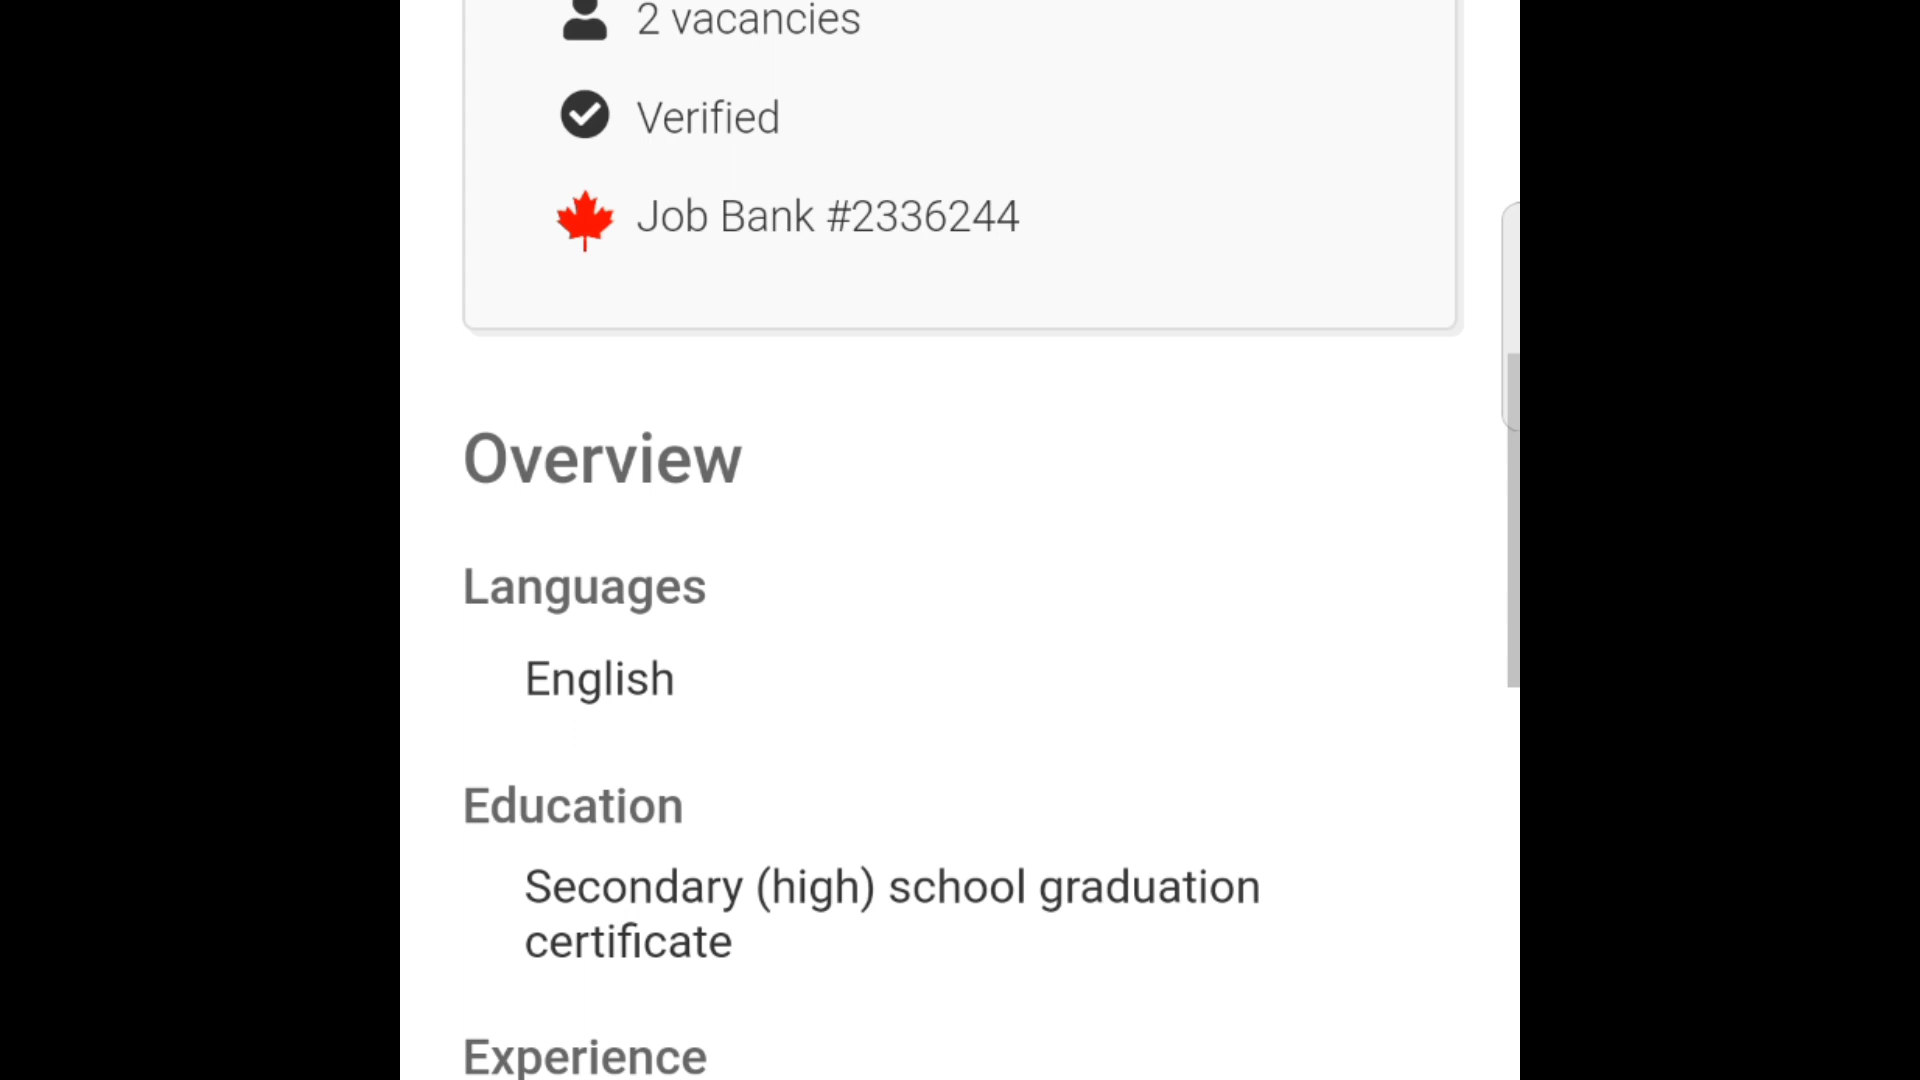 2 vacancies
Verified
Job Bank #2336244
Overview
Languages
English
Education
Secondary (high) school graduation
certificate
Experience